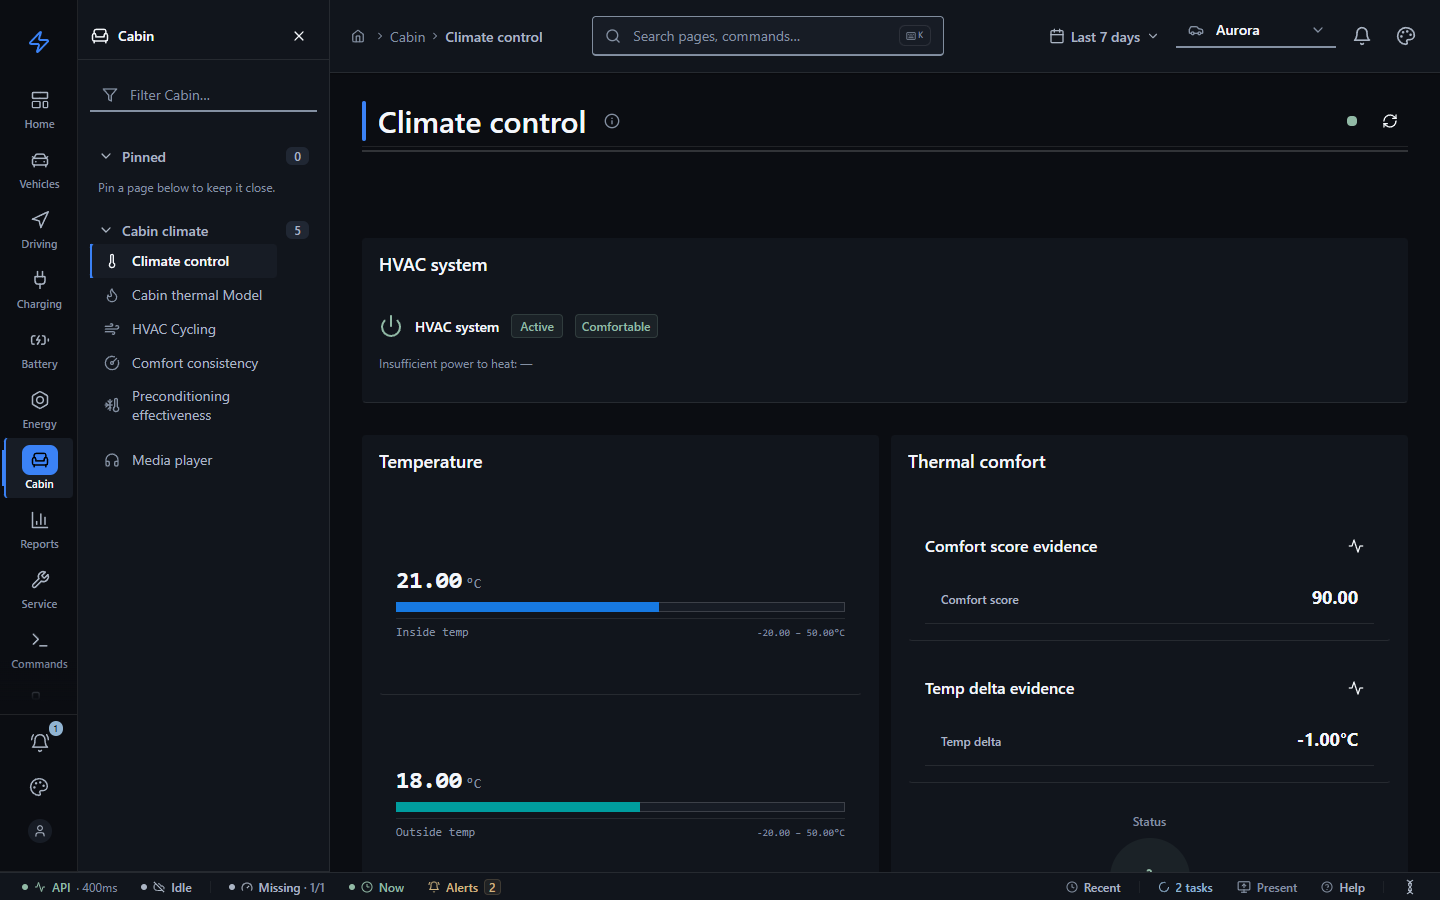 Cabin
Cabin
Climate control
Search pages, commands...
K
Last 7 days
Aurora
Home
Vehicles
Driving
Charging
Battery
Energy
Cabin
Reports
Service
Commands
1
Filter Cabin...
Pinned
0
Pin a page below to keep it close.
Cabin climate
5
Climate control
Cabin thermal Model
HVAC Cycling
Comfort consistency
Preconditioning
effectiveness
Media player
Climate control
HVAC system
HVAC system
Active
Comfortable
Insufficient power to heat: —
Temperature
21.00 °C
Inside temp
-20.00 – 50.00°C
18.00 °C
Outside temp
-20.00 – 50.00°C
Thermal comfort
Comfort score evidence
Comfort score
90.00
Temp delta evidence
Temp delta
-1.00°C
Status
API · 400ms
Idle
Missing · 1/1
Now
Alerts 2
Recent
2 tasks
Present
Help